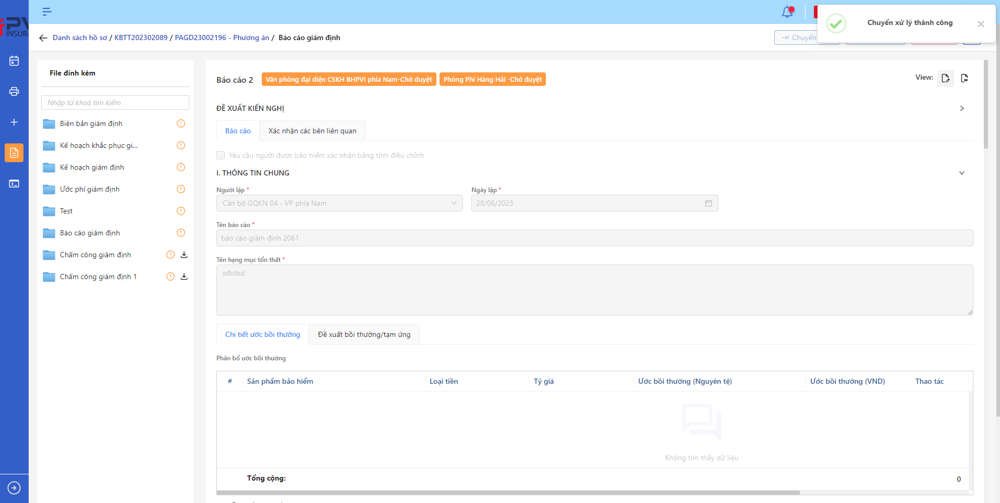 PV
INSURA
Danh sách hồ sơ / KBTT202302089 / PAGD23002196 - Phương án / Báo cáo giám định
Chuyển
Chuyển xử lý thành công
File đính kèm
Nhập từ khoá tìm kiếm
Biên bản giám định
Kế hoạch khắc phục gi...
Kế hoạch giám định
Ước phí giám định
Test
Báo cáo giám định
Chấm công giám định
Chấm công giám định 1
Báo cáo 2
Văn phòng đại diện CSKH BHPVI phía Nam-Chờ duyệt
Phòng Phi Hàng Hải -Chờ duyệt
View:
ĐỀ XUẤT KIẾN NGHỊ
Báo cáo
Xác nhận các bên liên quan
Yêu cầu người được bảo hiểm xác nhận bảng tính điều chỉnh
I. THÔNG TIN CHUNG
Người lập *
Ngày lập *
Cán bộ GQKN 04 - VP phía Nam
28/06/2023
Tên báo cáo *
báo cáo giám đinh 2061
Tên hạng mục tổn thất *
sđsdsd
Chi tiết ước bồi thường
Đề xuất bồi thường/tạm ứng
Phân bổ ước bồi thường
# Sản phẩm bảo hiểm Loại tiền Tỷ giá Ước bồi thường (Nguyên tệ) Ước bồi thường (VND) Thao tác
Không tìm thấy dữ liệu
Tổng cộng: 0